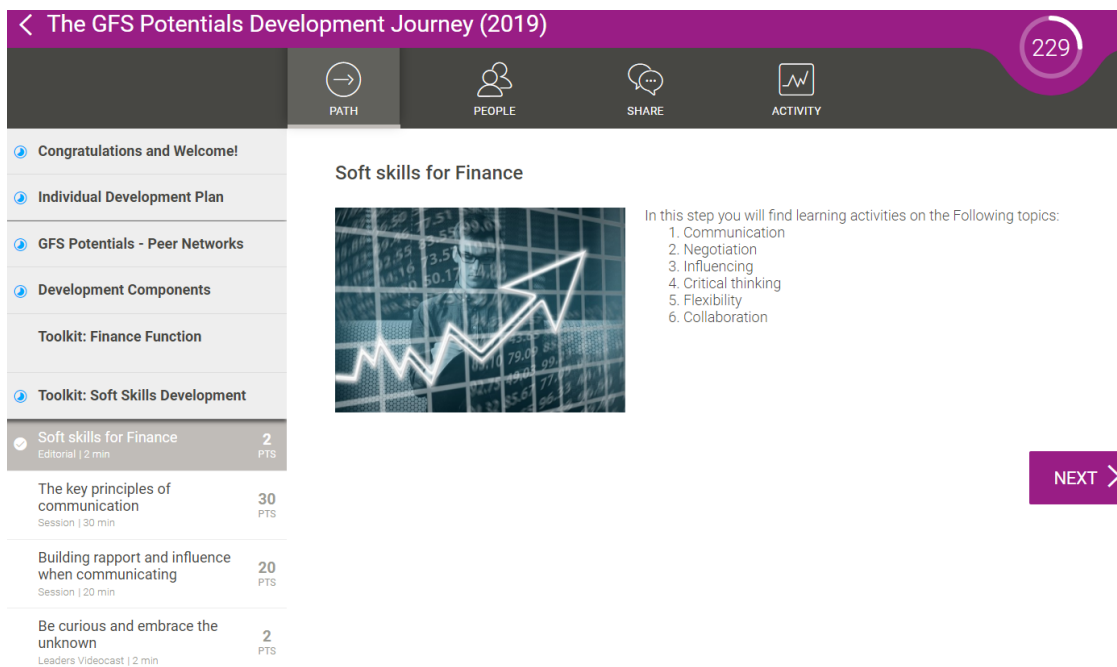 The GFS Potentials Development Journey (2019)
229
PATH
PEOPLE
SHARE
ACTIVITY
Congratulations and Welcome!
Individual Development Plan
GFS Potentials - Peer Networks
Development Components
Toolkit: Finance Function
Toolkit: Soft Skills Development
Soft skills for Finance
2
Editorial | 2 min
PTS
The key principles of
communication
30
Session | 30 min
PTS
Building rapport and influence
when communicating
20
Session | 20 min
PTS
Be curious and embrace the
unknown
2
Leaders Videocast | 2 min
PTS
Soft skills for Finance
In this step you will find learning activities on the Following topics:
1. Communication
2. Negotiation
3. Influencing
4. Critical thinking
5. Flexibility
6. Collaboration
NEXT